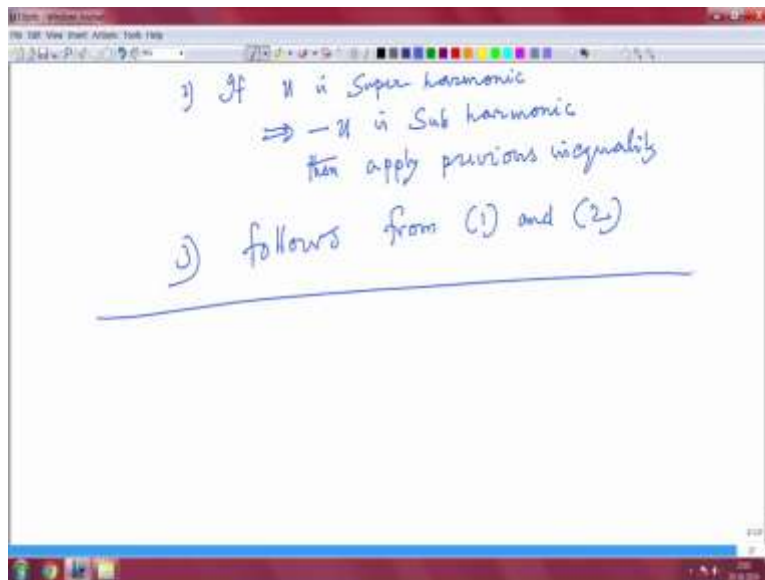 2) If u is Super harmonic
⇒ - u is Sub harmonic
then apply previous inequality
3) follows from (1) and (2)